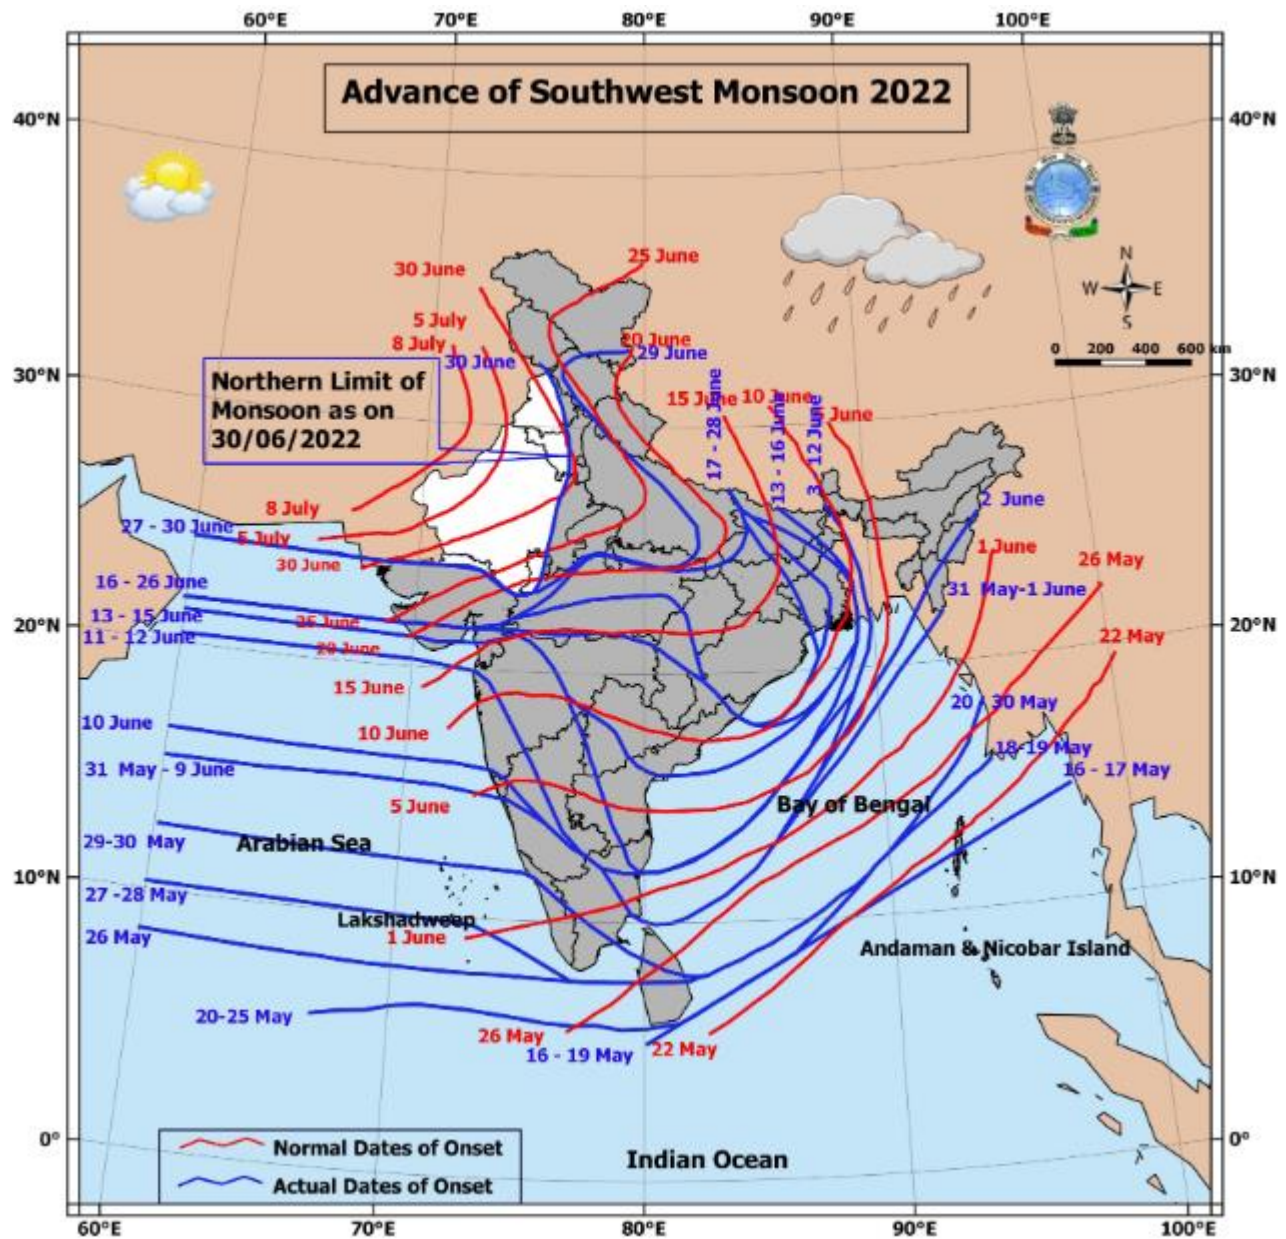 60°E 70°E 80°E 90°E 100°E
Advance of Southwest Monsoon 2022
40°N 40°N
N
W E
S
25 June
30 June
5 July
8 July
20 June
29 June
30 June
0 200 400 600 km
30°N 30°N
Northern Limit of
Monsoon as on
30/06/2022
15 June
10 June
5 June
17 - 28 June
13 - 16 June
3 - 12 June
2 June
8 July
27 - 30 June
5 July
1 June
26 May
30 June
16 - 26 June
31 May-1 June
13 - 15 June
25 June
20°N 20°N
11 - 12 June
22 May
20 June
15 June
20 - 30 May
10 June
10 June
18-19 May
31 May - 9 June
16 - 17 May
5 June
Bay of Bengal
29-30 May
Arabian Sea
10°N 10°N
27 -28 May
Lakshadweep
26 May
1 June
Andaman & Nicobar Island
20-25 May
26 May
16 - 19 May
22 May
0° 0°
Normal Dates of Onset
Indian Ocean
Actual Dates of Onset
60°E 70°E 80°E 90°E 100°E